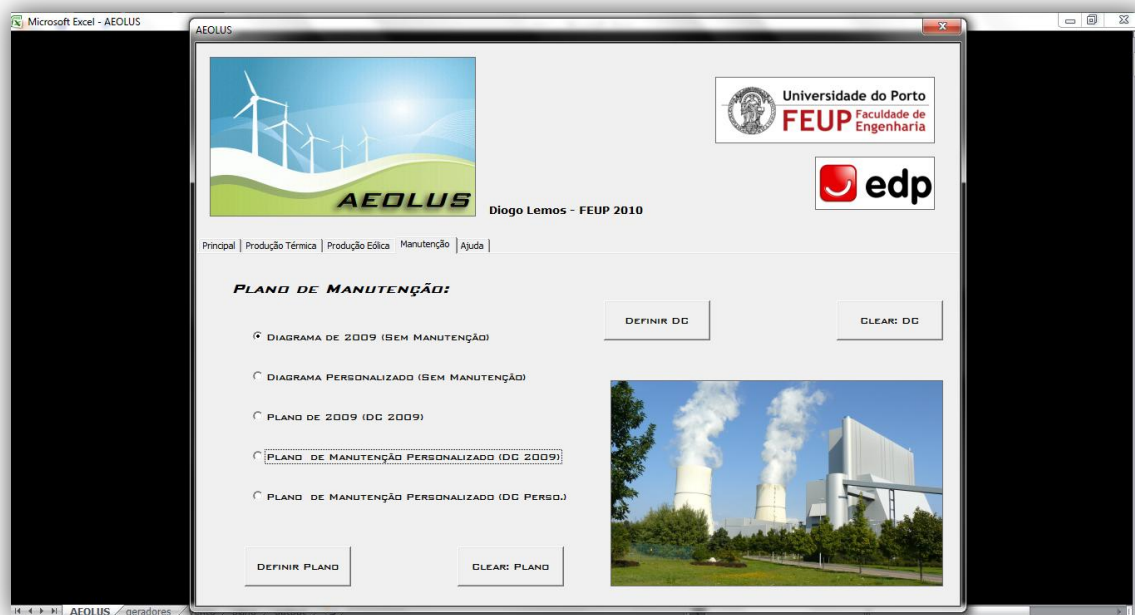 Microsoft Excel - AEOLUS
AEOLUS
AEOLUS
Universidade do Porto
FEUP Faculdade de Engenharia
edp
Diogo Lemos - FEUP 2010
Principal
Produção Térmica
Produção Eólica
Manutenção
Ajuda
PLANO DE MANUTENÇÃO:
DEFINIR DC
CLEAR: DC
DIAGRAMA DE 2009 (SEM MANUTENÇÃO)
DIAGRAMA PERSONALIZADO (SEM MANUTENÇÃO)
PLANO DE 2009 (DC 2009)
PLANO DE MANUTENÇÃO PERSONALIZADO (DC 2009)
PLANO DE MANUTENÇÃO PERSONALIZADO (DC PERSO.)
DEFINIR PLANO
CLEAR: PLANO
AEOLUS
geradores